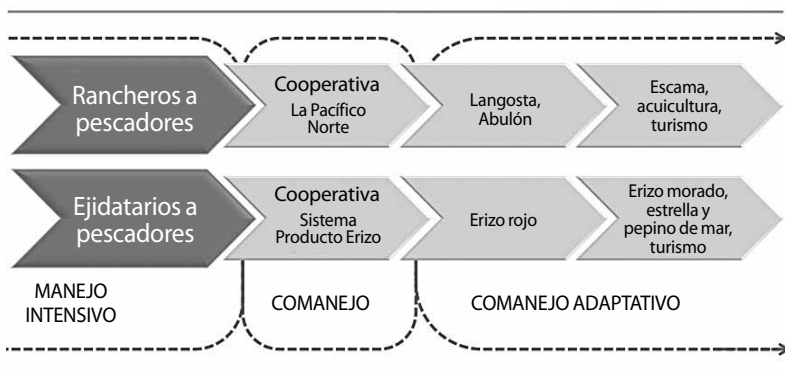 Rancheros a
pescadores
Cooperativa
La Pacífico
Norte
Langosta,
Abulón
Escama,
acuicultura,
turismo
Ejidatarios a
pescadores
Cooperativa
Sistema
Producto Erizo
Erizo rojo
Erizo morado,
estrella y
pepino de mar,
turismo
MANEJO
INTENSIVO
COMANEJO
COMANEJO ADAPTATIVO